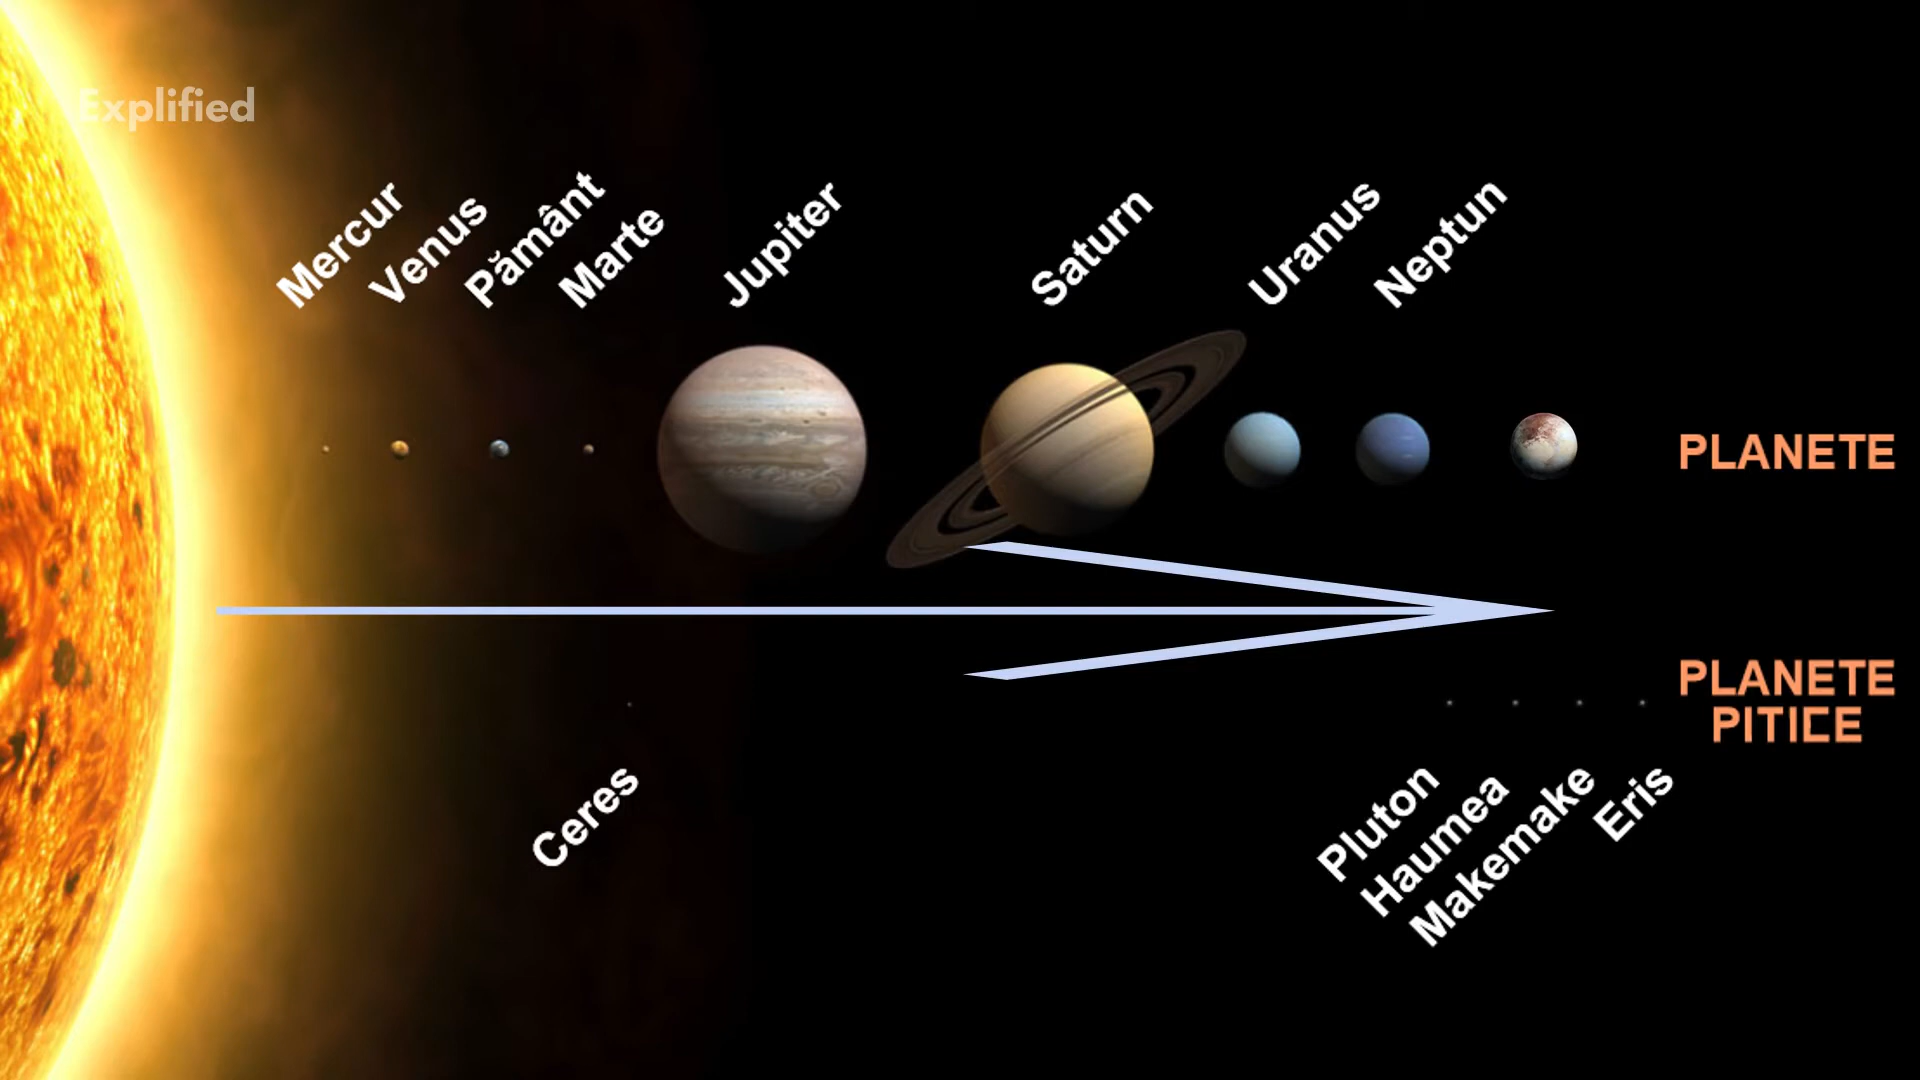 Explified
Mercur
Venus
Pământ
Marte
Jupiter
Saturn
Uranus
Neptun
PLANETE
PLANETE
PITICE
Ceres
Pluton
Haumea
Makemake
Eris